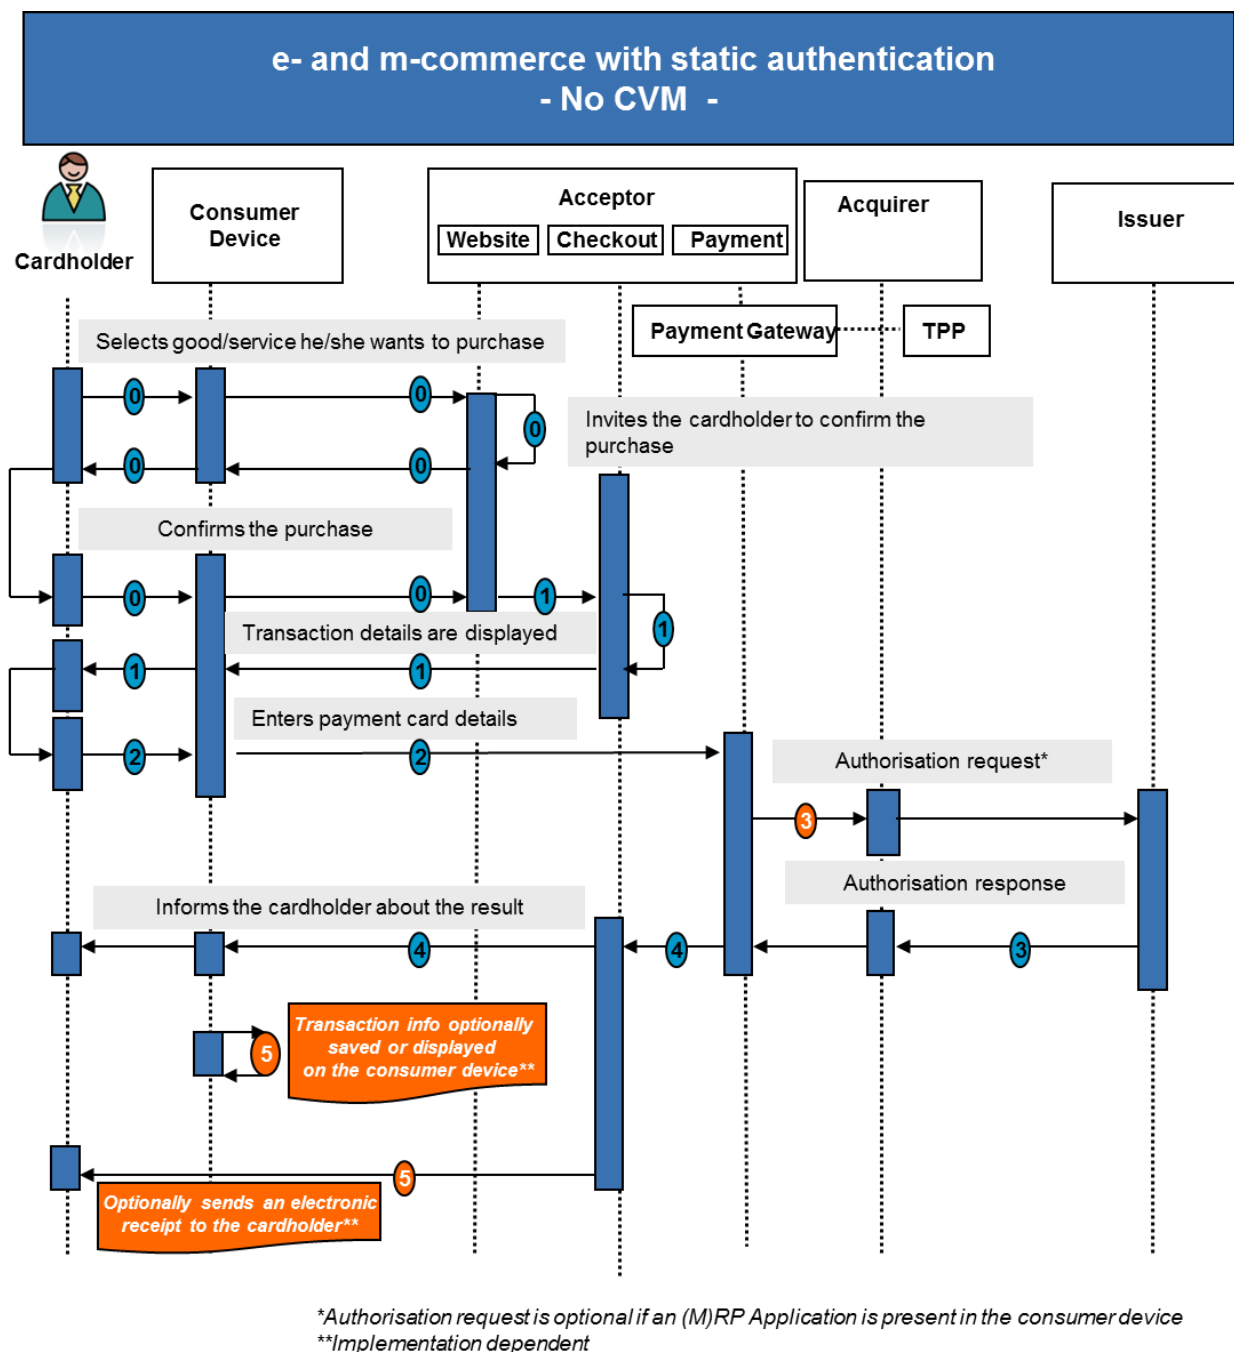 e- and m-commerce with static authentication
- No CVM -
Cardholder
Consumer
Device
Acceptor
Website
Checkout
Payment
Acquirer
Issuer
Payment Gateway
TPP
Selects good/service he/she wants to purchase
0
0
0
Invites the cardholder to confirm the
purchase
0
0
Confirms the purchase
0
0
1
Transaction details are displayed
1
1
1
Enters payment card details
2
2
Authorisation request*
3
Authorisation response
Informs the cardholder about the result
4
4
3
Transaction info optionally
saved or displayed
on the consumer device**
5
5
Optionally sends an electronic
receipt to the cardholder**
*Authorisation request is optional if an (M)RP Application is present in the consumer device
**Implementation dependent